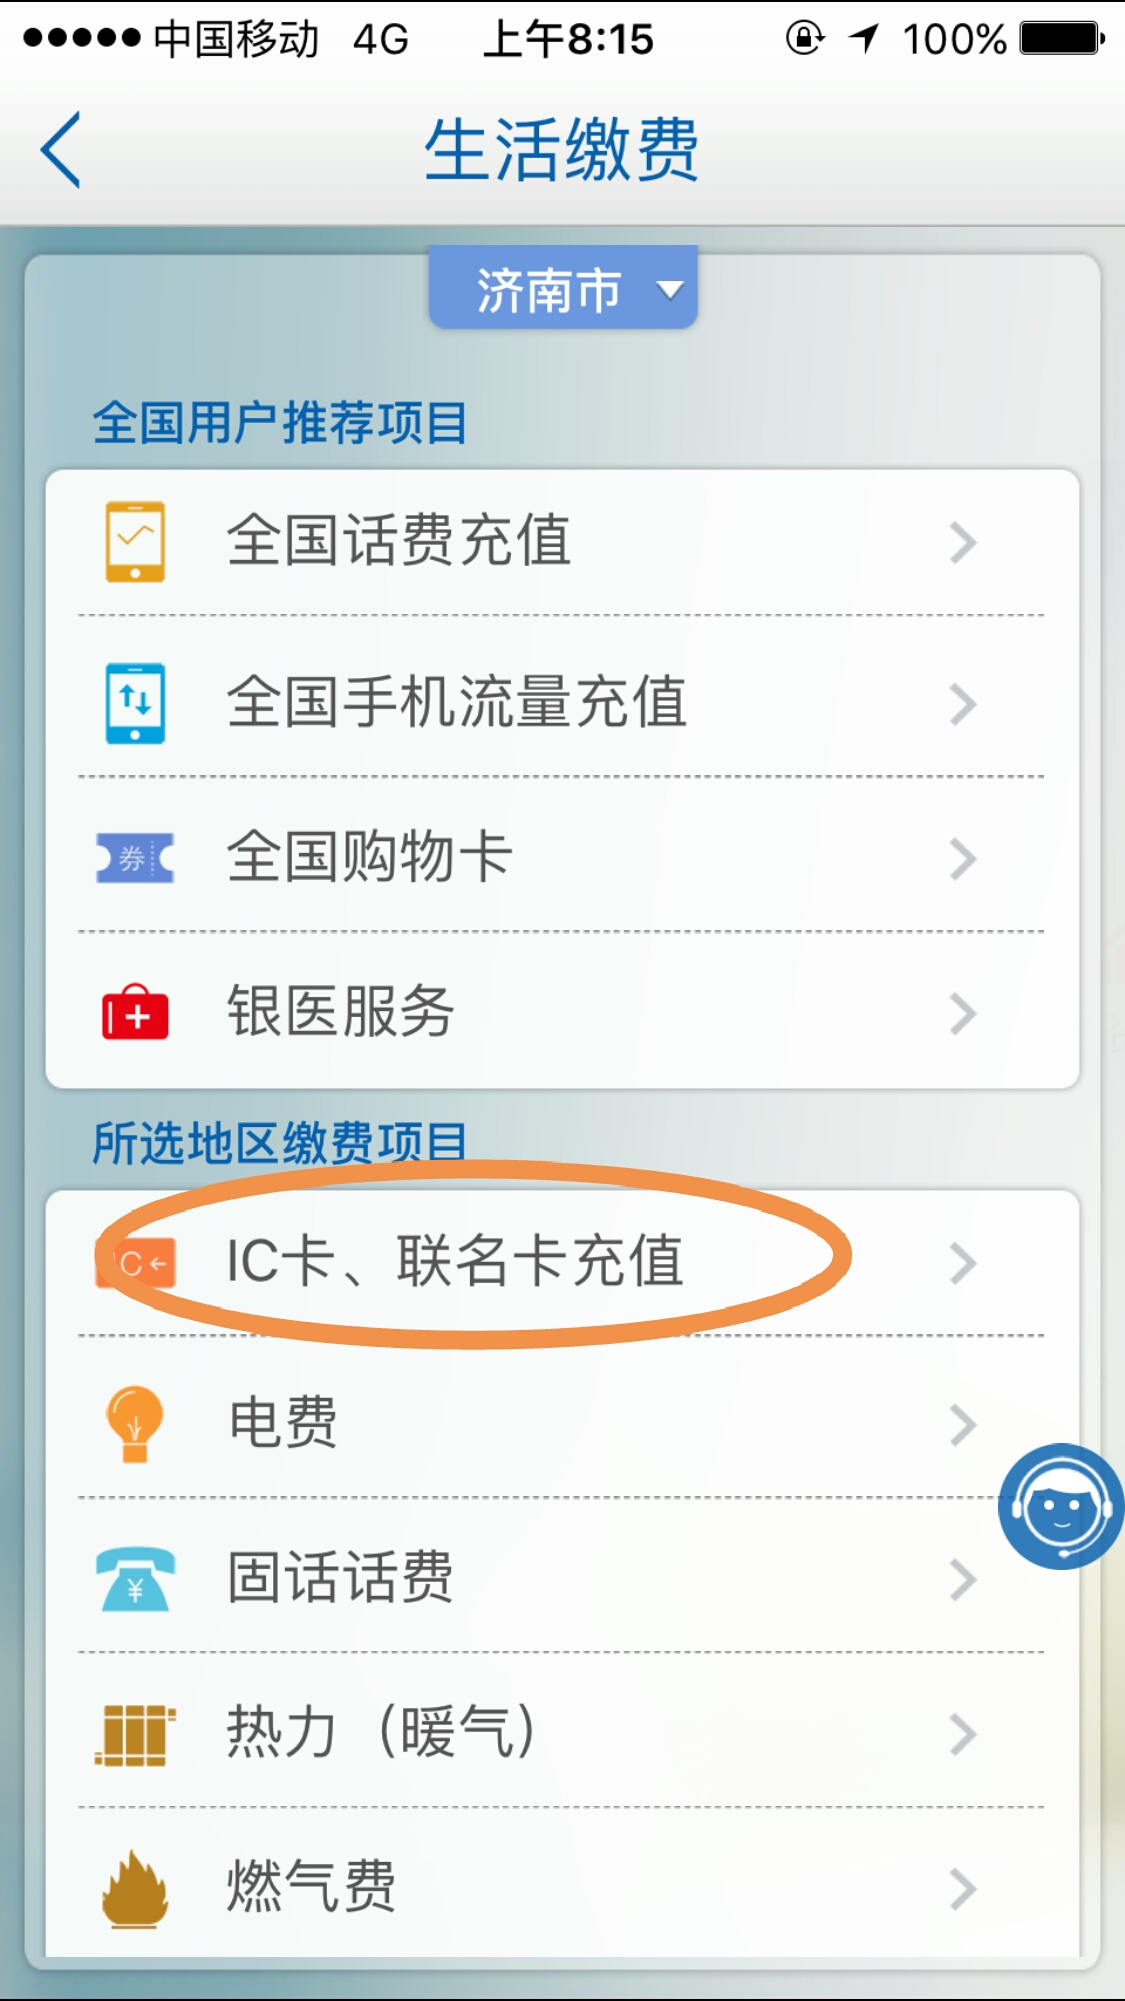 中国移动 4G 上午8:15 100%
生活缴费
济南市
全国用户推荐项目
全国话费充值
全国手机流量充值
券 全国购物卡
银医服务
所选地区缴费项目
C IC卡、联名卡充值
电费
¥ 固话话费
热力（暖气）
燃气费